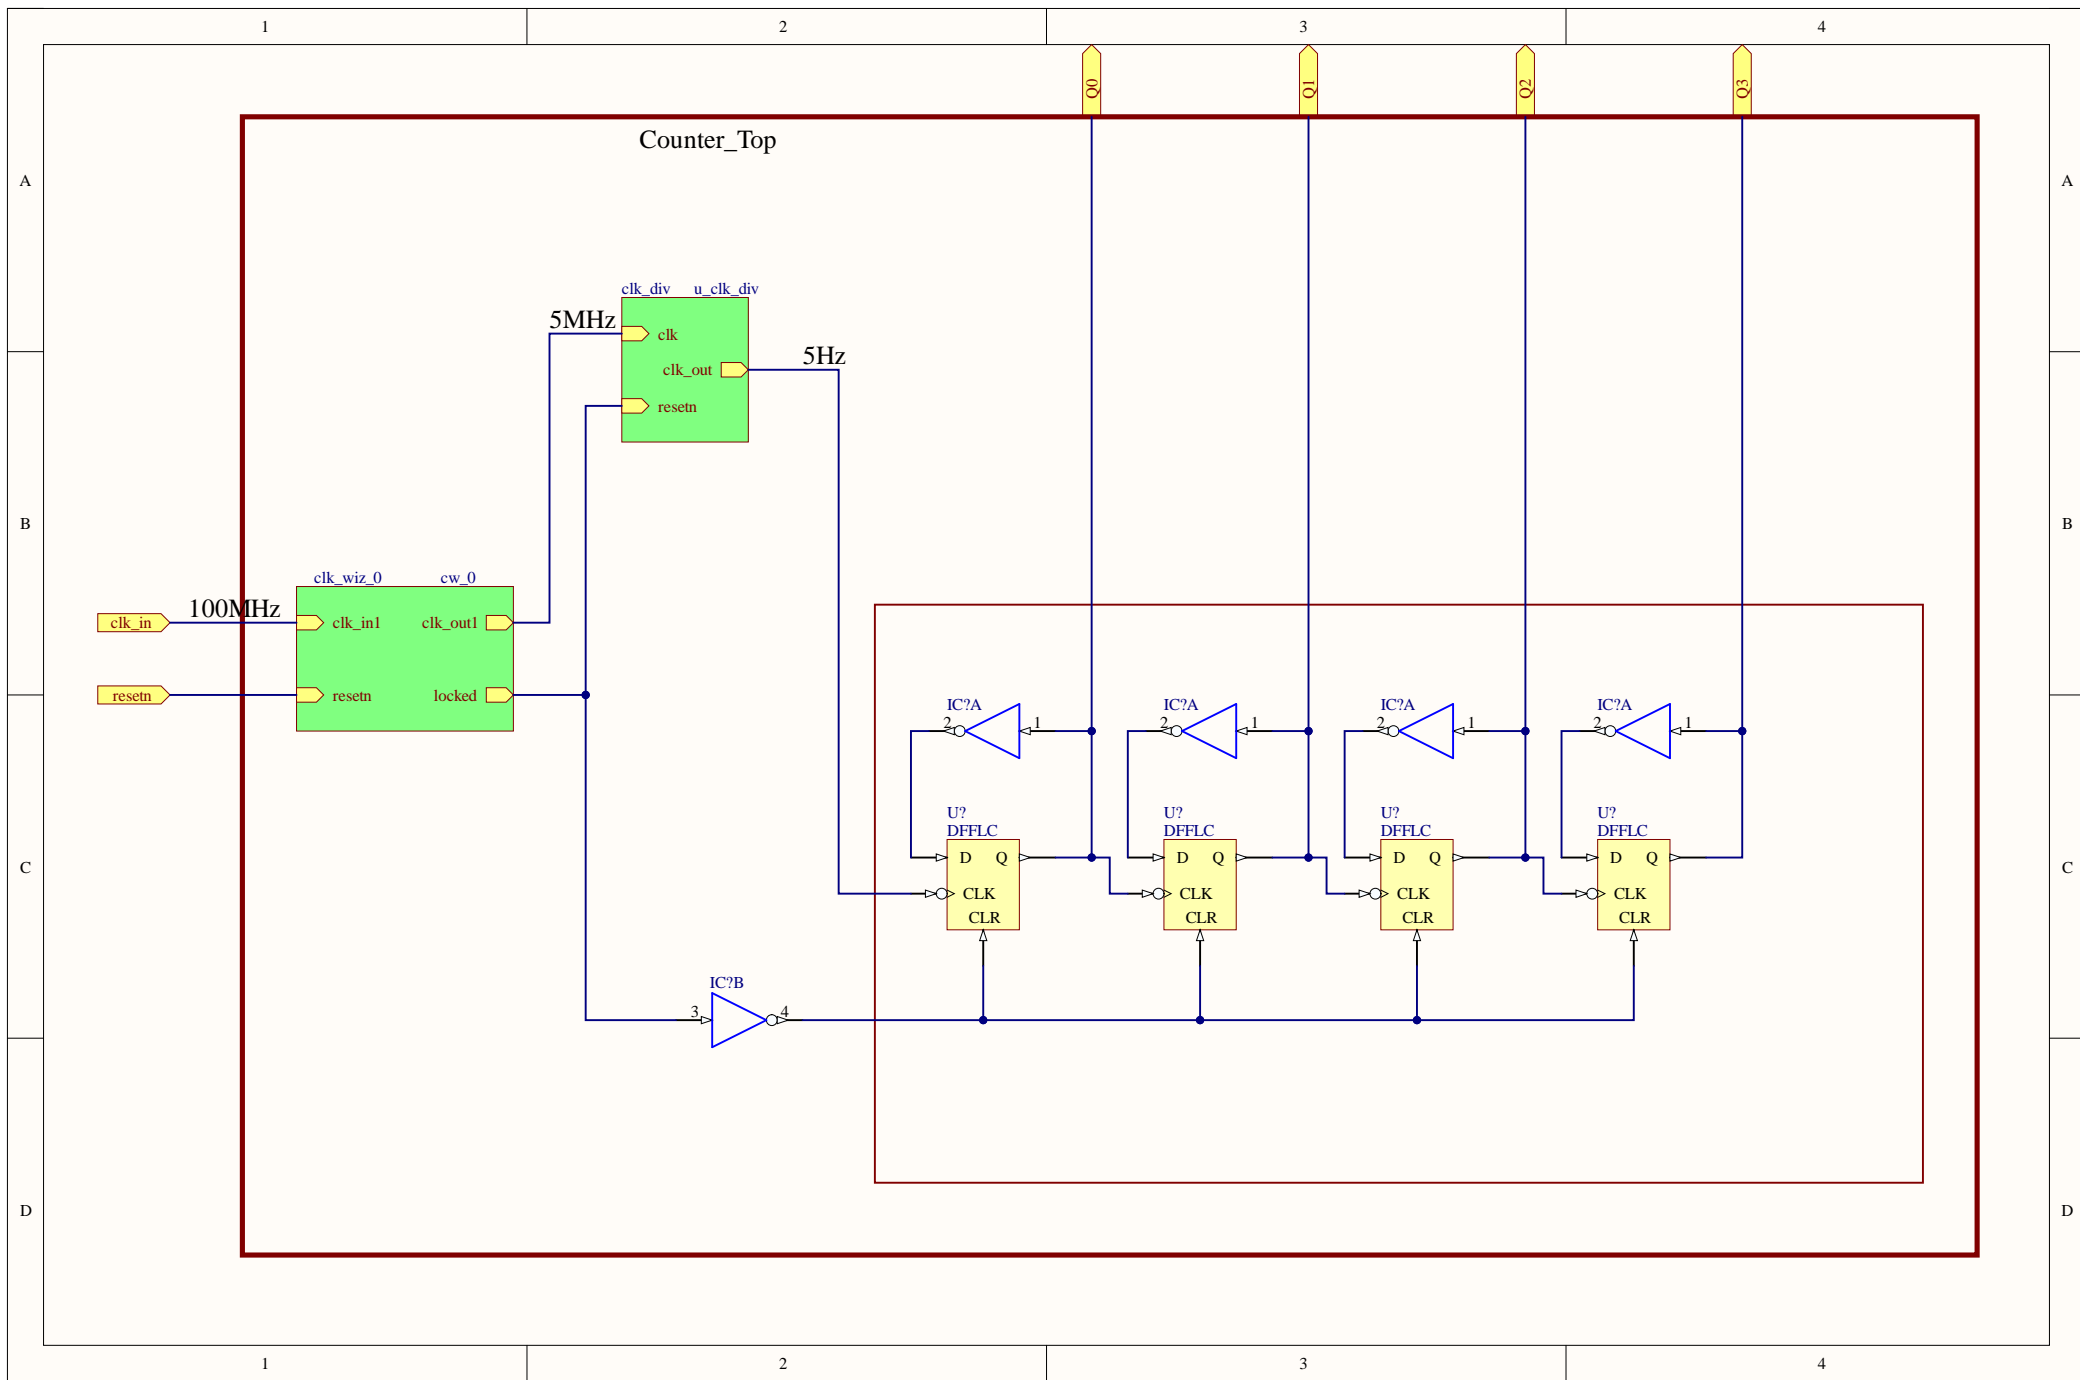 1 2 3 4
Q0 Q1 Q2 Q3
Counter_Top
A A
clk_div u_clk_div
5MHz
clk
5Hz
clk_out
resetn
B B
clk_wiz_0 cw_0
100MHz
clk_in clk_in1 clk_out1
resetn resetn locked
IC?A IC?A IC?A IC?A
2 1 2 1 2 1 2 1
U? U? U? U?
DFFLC DFFLC DFFLC DFFLC
D Q D Q D Q D Q
C C
CLK CLK CLK CLK
CLR CLR CLR CLR
IC?B
3 4
D D
1 2 3 4